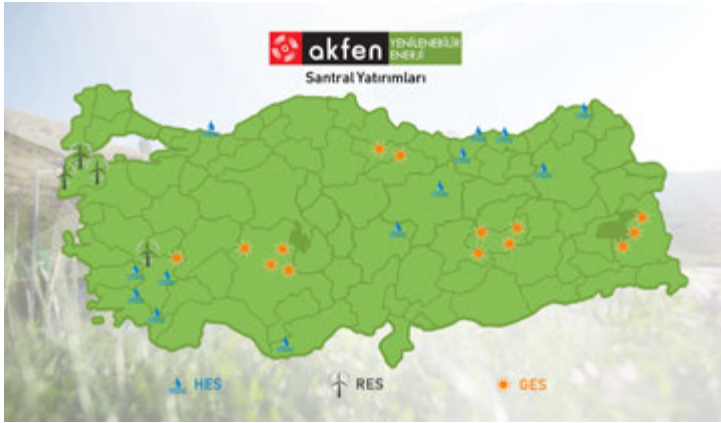 akfen YENİLENEBİLİR
ENERJİ
Santral Yatırımları
HES RES GES